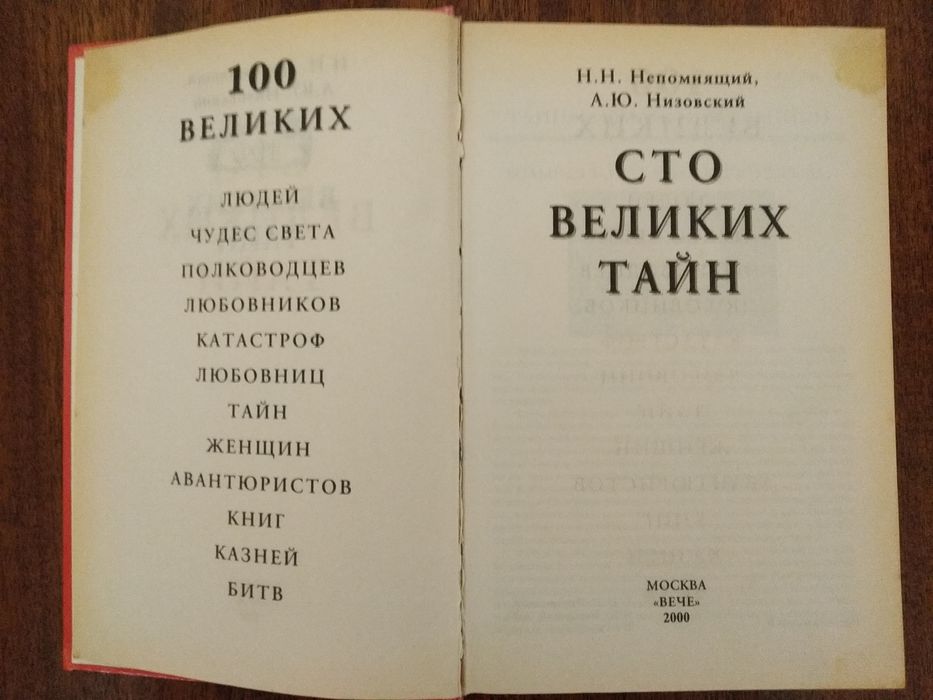 100
ВЕЛИКИХ
ЛЮДЕЙ
ЧУДЕС СВЕТА
ПОЛКОВОДЦЕВ
ЛЮБОВНИКОВ
КАТАСТРОФ
ЛЮБОВНИЦ
ТАЙН
ЖЕНЩИН
АВАНТЮРИСТОВ
КНИГ
КАЗНЕЙ
БИТВ
Н.Н. Непомнящий,
А.Ю. Низовский
СТО
ВЕЛИКИХ
ТАЙН
МОСКВА
«ВЕЧЕ»
2000